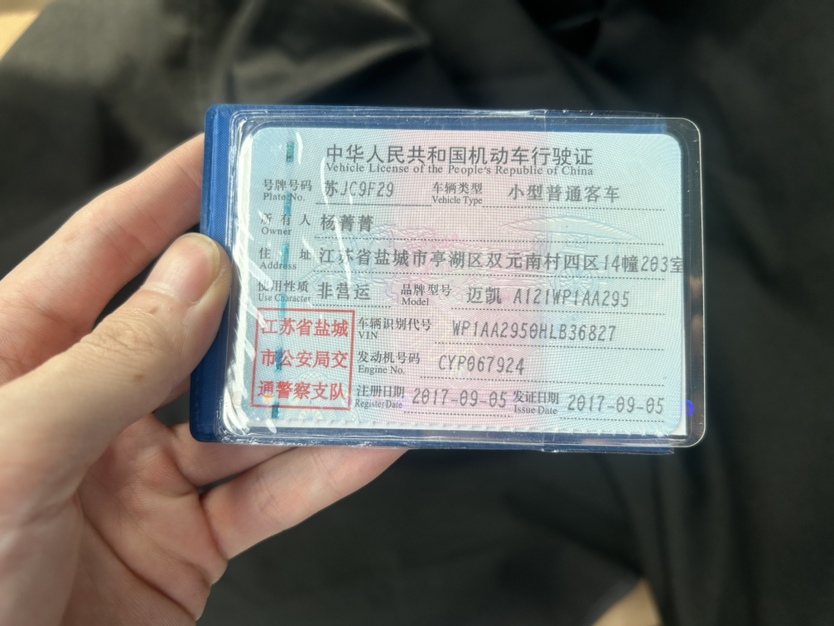 中华人民共和国机动车行驶证
Vehicle License of the People's Republic of China
号牌号码 苏JC9F29 车辆类型 小型普通客车
Plate No. Vehicle Type
所有人 杨菁菁
Owner
住址 江苏省盐城市亭湖区双元南村四区14幢203室
Address
使用性质 非营运 品牌型号 迈凯 A121WP1AA295
Use Character Model
江苏省盐城
市公安局交
通警察支队
车辆识别代号 WP1AA2950HLB36827
VIN
发动机号码 CYP067924
Engine No.
注册日期 2017-09-05 发证日期 2017-09-05
Register Date Issue Date